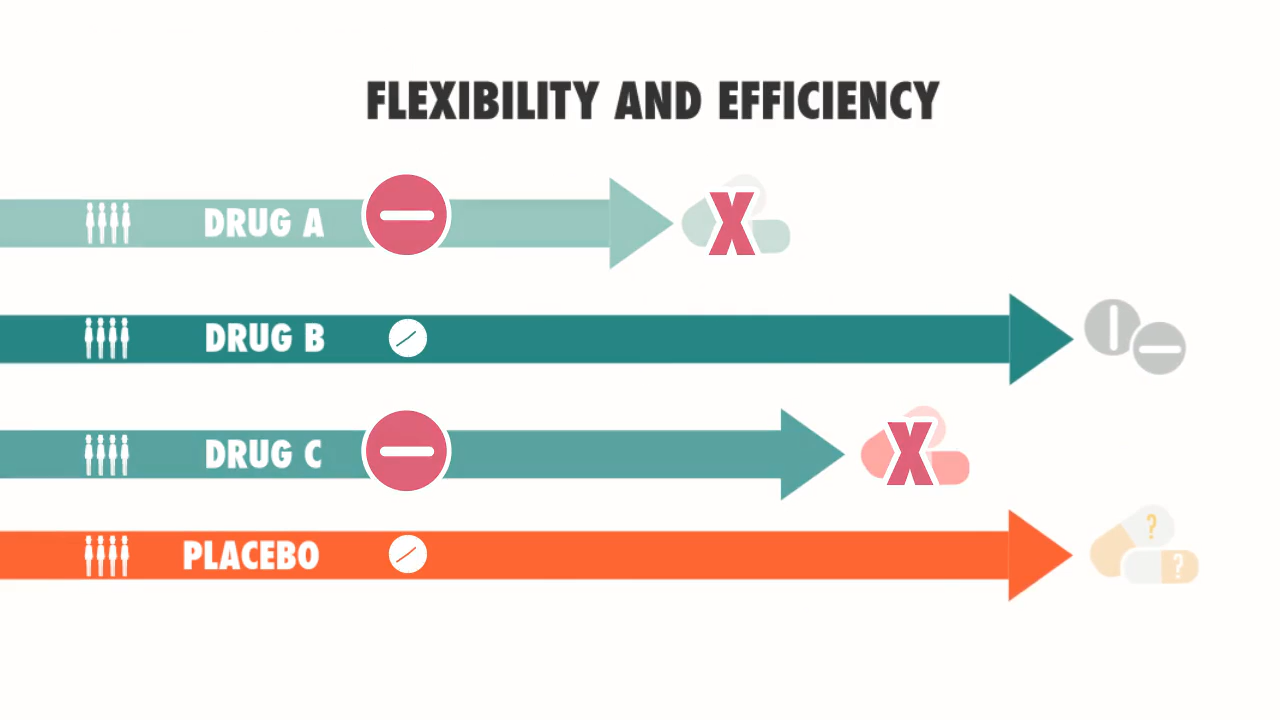 FLEXIBILITY AND EFFICIENCY
DRUG A
X
DRUG B
DRUG C
X
PLACEBO
?
?